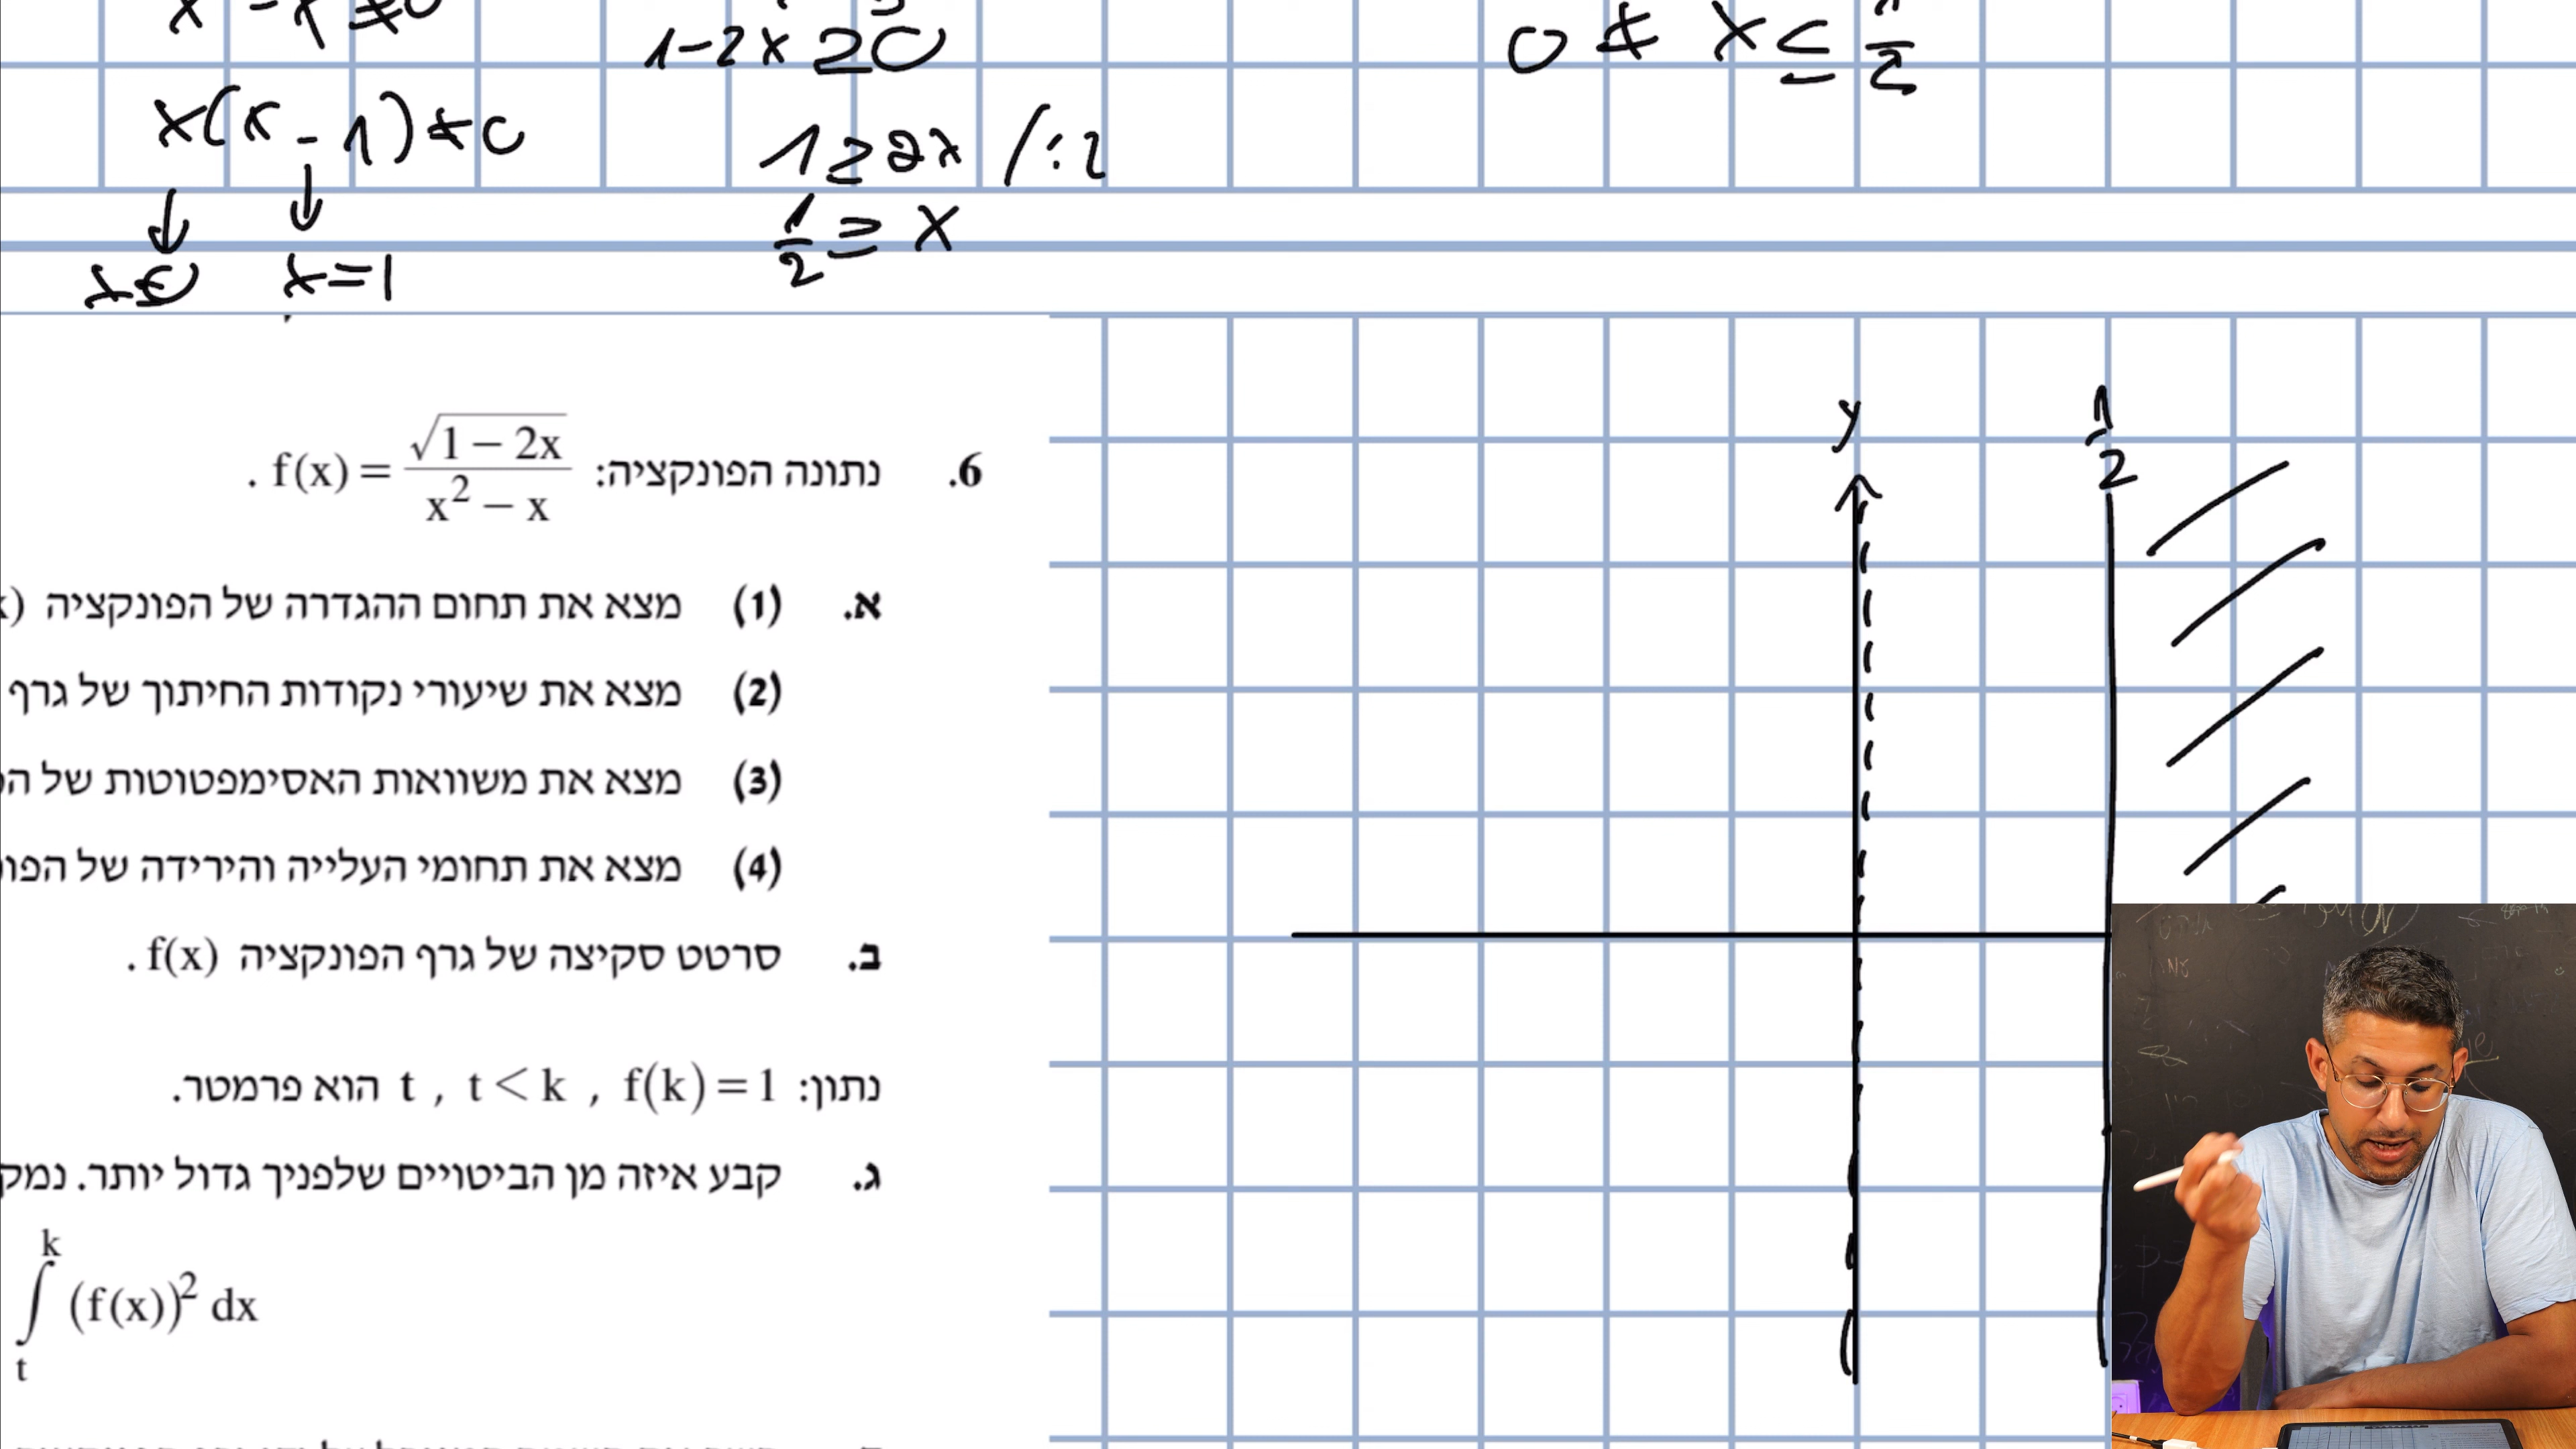 1-2x ≥0
0 ≠ x ≤ 1/2
x(x - 1) ≠ 0
1 ≥ 2x /:2
1/2 ≥ x
x=1
6. נתונה הפונקציה: f(x) = √(1 − 2x) / (x² − x) .
א. (1) מצא את תחום ההגדרה של הפונקציה
(2) מצא את שיעורי נקודות החיתוך של גרף
(3) מצא את משוואות האסימפטוטות של
(4) מצא את תחומי העלייה והירידה של
ב. סרטט סקיצה של גרף הפונקציה f(x) .
נתון: f(k) = 1 , t < k , t הוא פרמטר.
ג. קבע איזה מן הביטויים שלפניך גדול יותר.
∫ₜᵏ (f(x))² dx
y
1/2